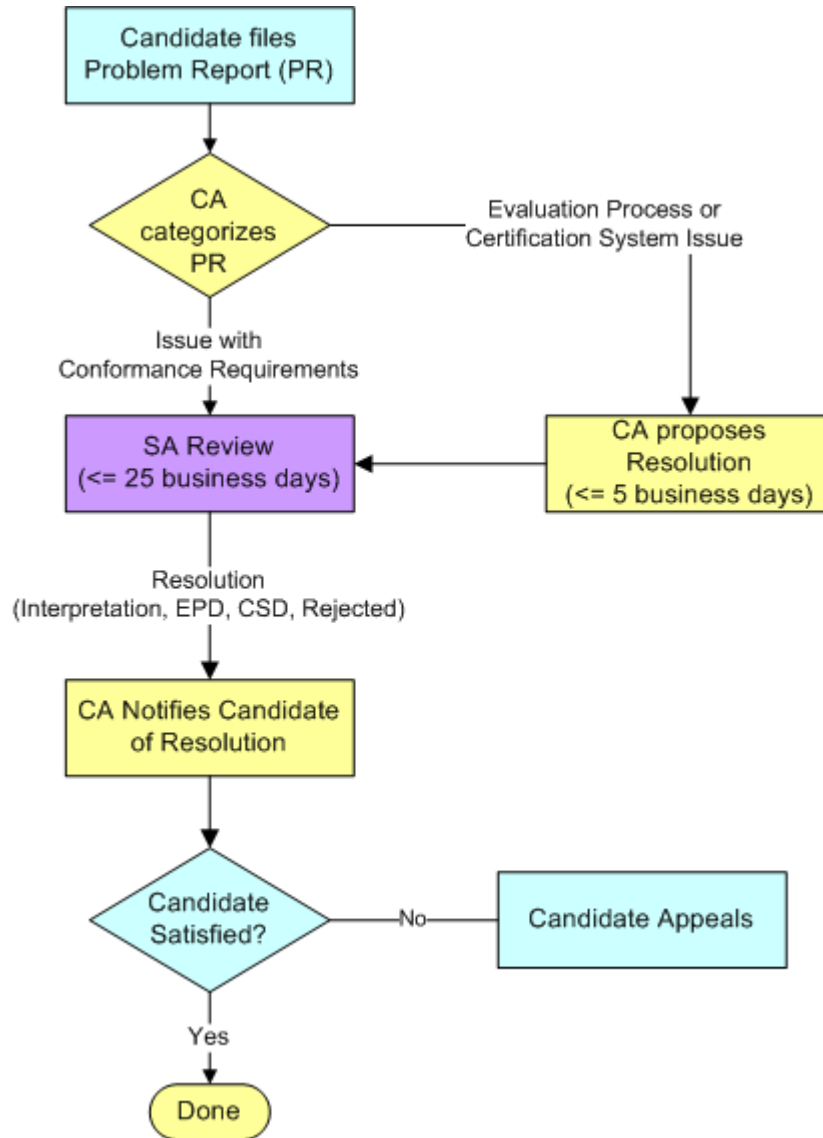 Candidate files
Problem Report (PR)
CA
categorizes
PR
Evaluation Process or
Certification System Issue
Issue with
Conformance Requirements
SA Review
(<= 25 business days)
CA proposes
Resolution
(<= 5 business days)
Resolution
(Interpretation, EPD, CSD, Rejected)
CA Notifies Candidate
of Resolution
Candidate
Satisfied?
No
Candidate Appeals
Yes
Done